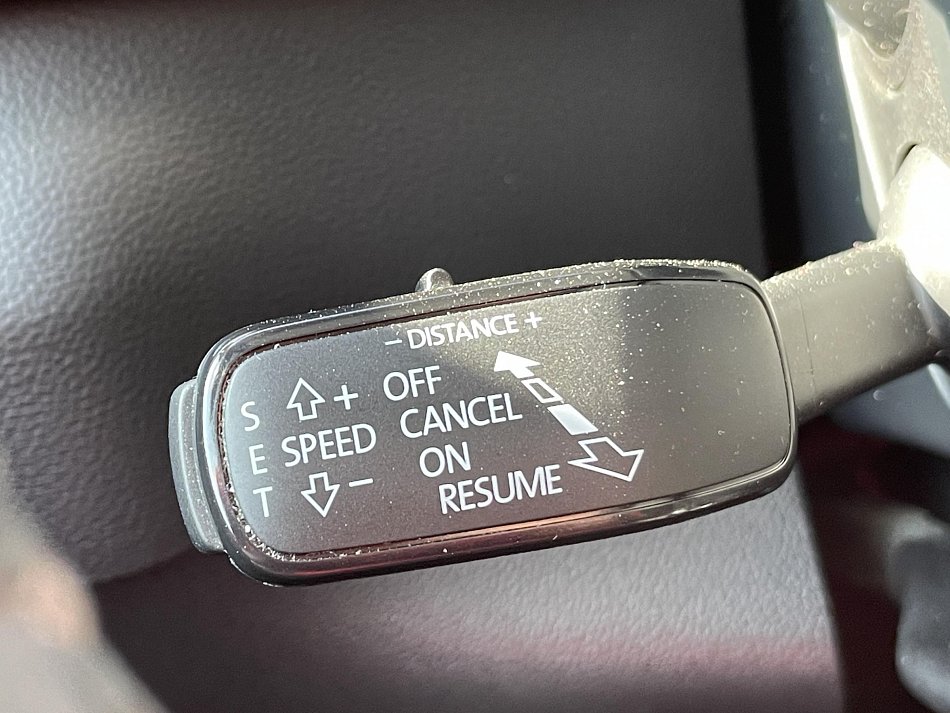 − DISTANCE +
S
E
T
+
SPEED
−
OFF
CANCEL
ON
RESUME